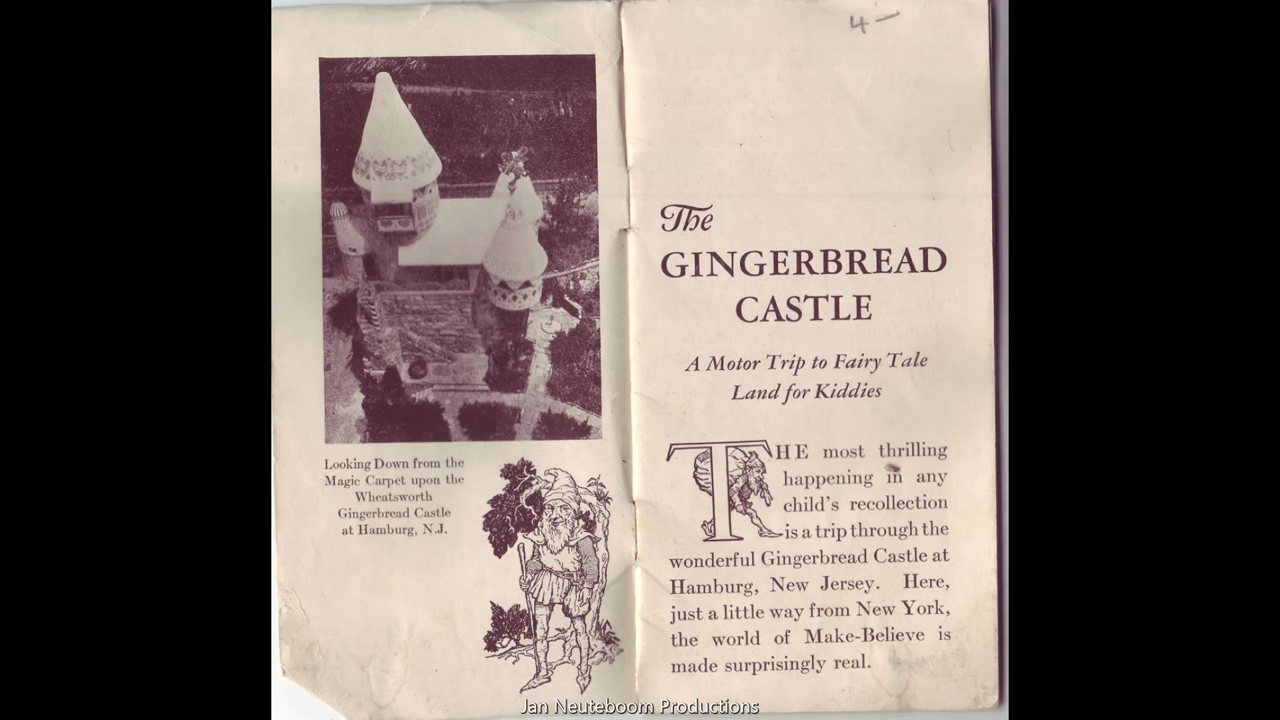 4-
Looking Down from the
Magic Carpet upon the
Wheatsworth
Gingerbread Castle
at Hamburg, N.J.
The
GINGERBREAD
CASTLE
A Motor Trip to Fairy Tale
Land for Kiddies
THE most thrilling
happening in any
child's recollection
is a trip through the
wonderful Gingerbread Castle at
Hamburg, New Jersey. Here,
just a little way from New York,
the world of Make-Believe is
made surprisingly real.
Jan Neuteboom Productions